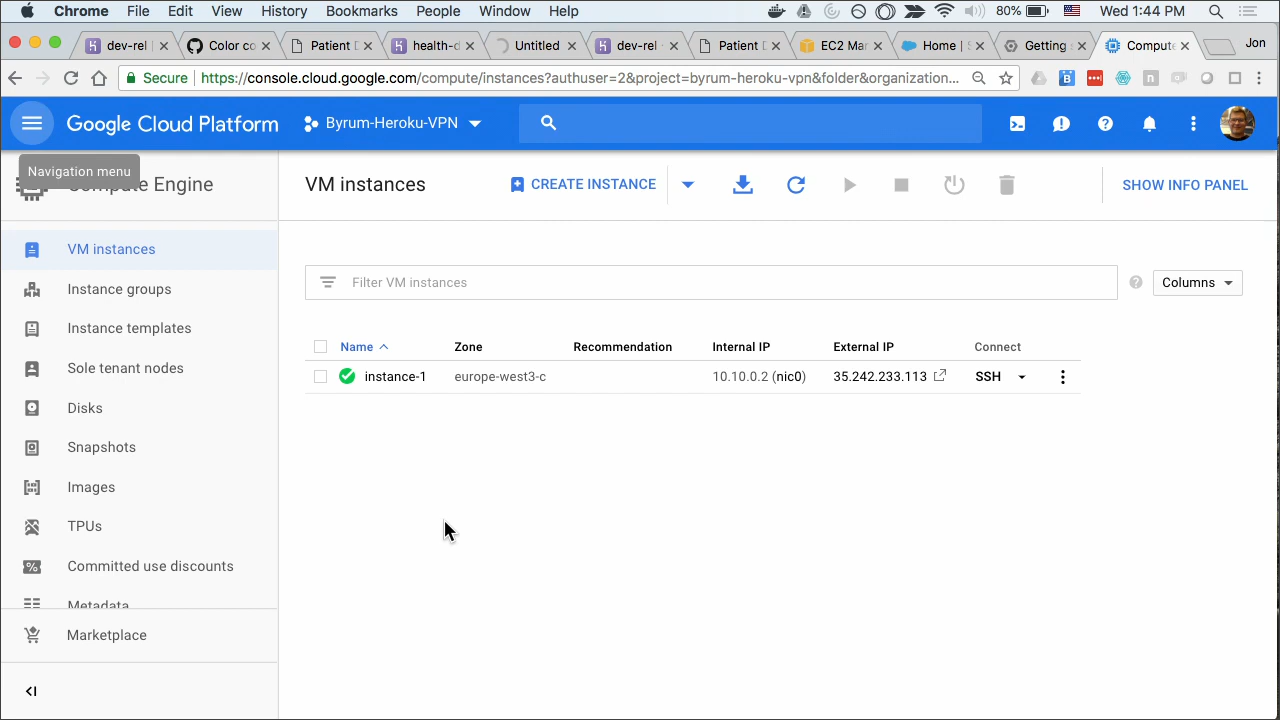 Chrome File Edit View History Bookmarks People Window Help 80% Wed 1:44 PM
dev-rel Color co Patient D health-d Untitled dev-rel Patient D EC2 Mar Home | S Getting s Compute Jon
Secure https://console.cloud.google.com/compute/instances?authuser=2&project=byrum-heroku-vpn&folder&organization...
Google Cloud Platform Byrum-Heroku-VPN
Navigation menu
Compute Engine
VM instances CREATE INSTANCE SHOW INFO PANEL
VM instances
Instance groups
Instance templates
Sole tenant nodes
Disks
Snapshots
Images
TPUs
Committed use discounts
Metadata
Marketplace
Filter VM instances Columns
Name Zone Recommendation Internal IP External IP Connect
instance-1 europe-west3-c 10.10.0.2 (nic0) 35.242.233.113 SSH